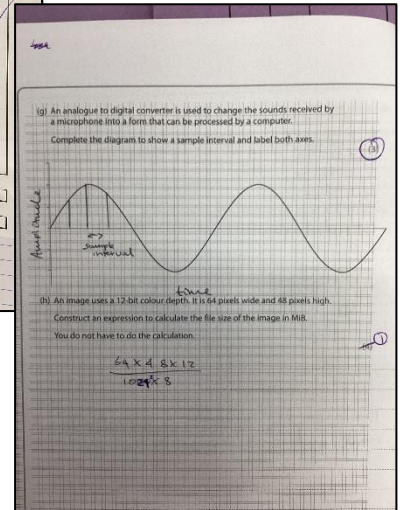 (g) An analogue to digital converter is used to change the sounds received by
a microphone into a form that can be processed by a computer.
Complete the diagram to show a sample interval and label both axes.
(3)
Amplitude
sample
interval
time
(h) An image uses a 12-bit colour depth. It is 64 pixels wide and 48 pixels high.
Construct an expression to calculate the file size of the image in MiB.
You do not have to do the calculation.
64 x 48 x 12
1024² x 8